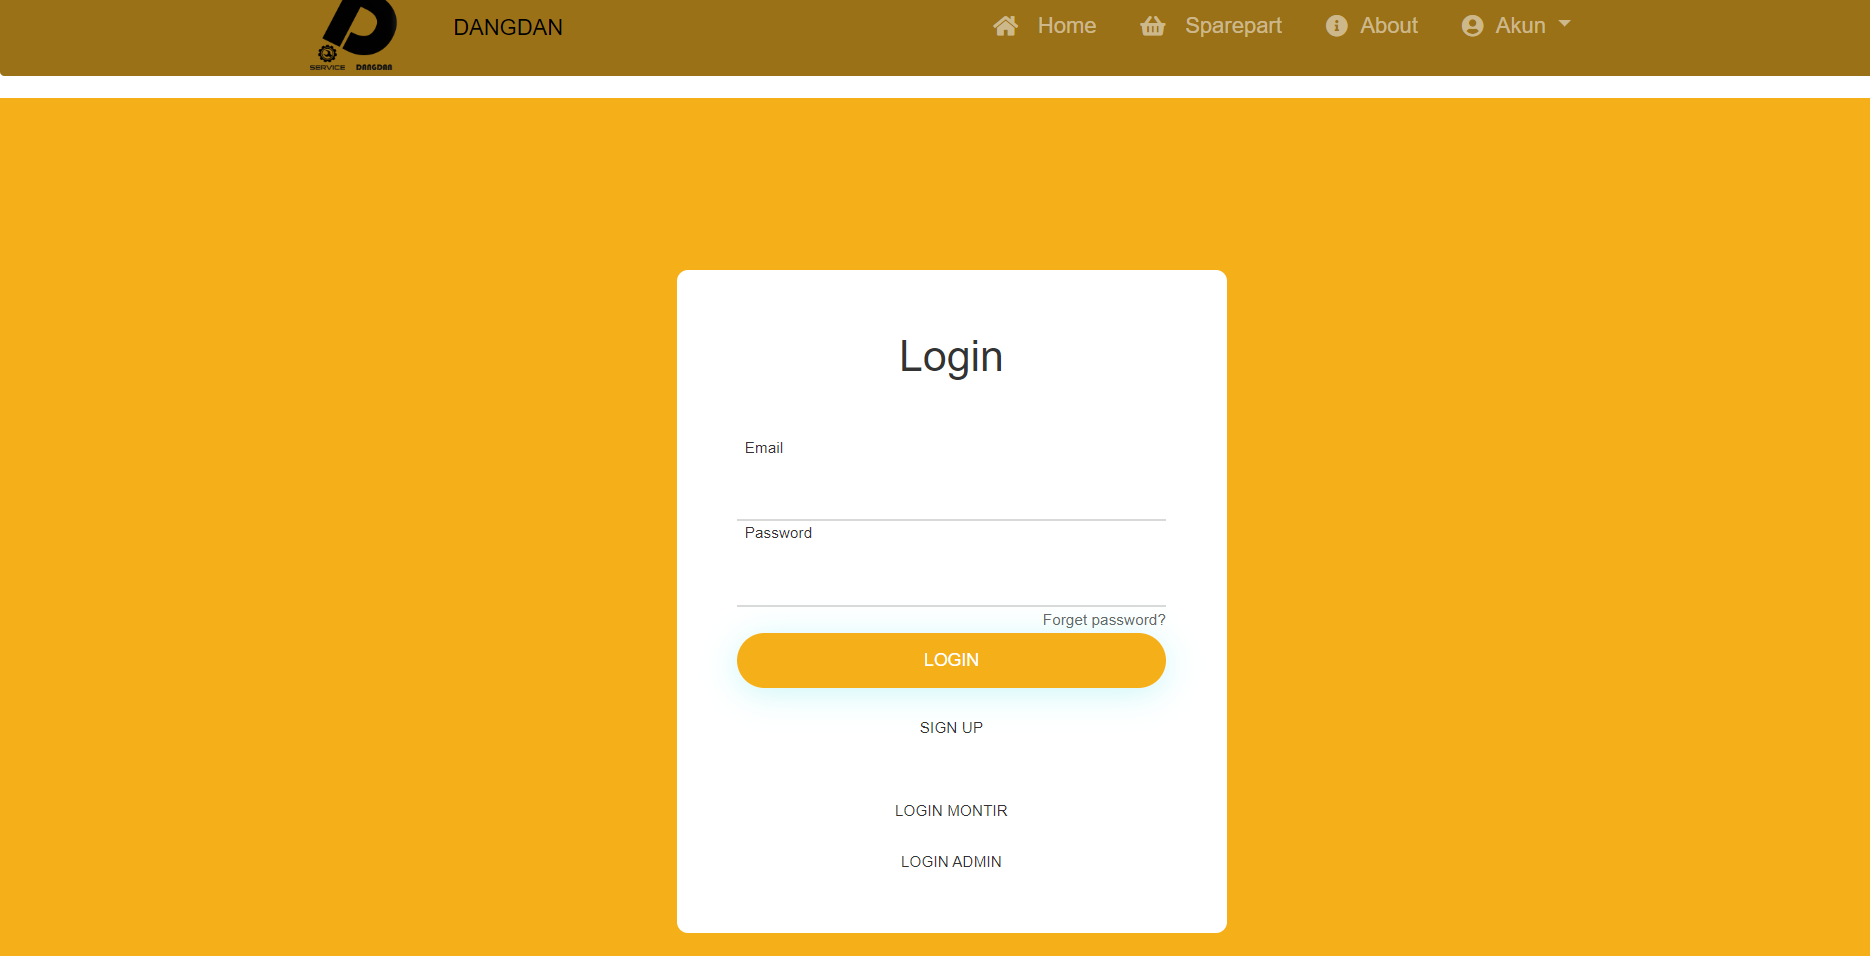 SERVICE DANGDAN
DANGDAN
Home
Sparepart
About
Akun
Login
Email
Password
Forget password?
LOGIN
SIGN UP
LOGIN MONTIR
LOGIN ADMIN